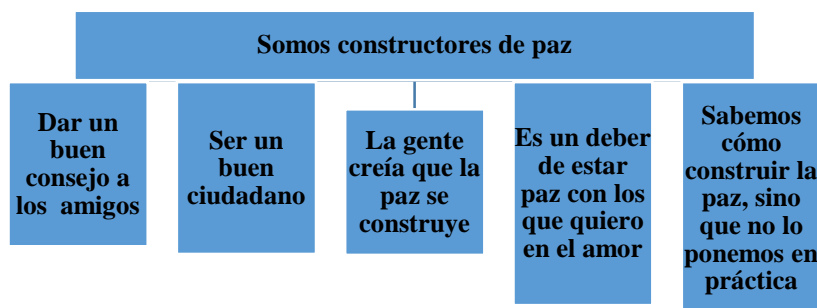 Somos constructores de paz
Dar un
buen
consejo a
los amigos
Ser un
buen
ciudadano
La gente
creía que la
paz se
construye
Es un deber
de estar
paz con los
que quiero
en el amor
Sabemos
cómo
construir la
paz, sino
que no lo
ponemos en
práctica